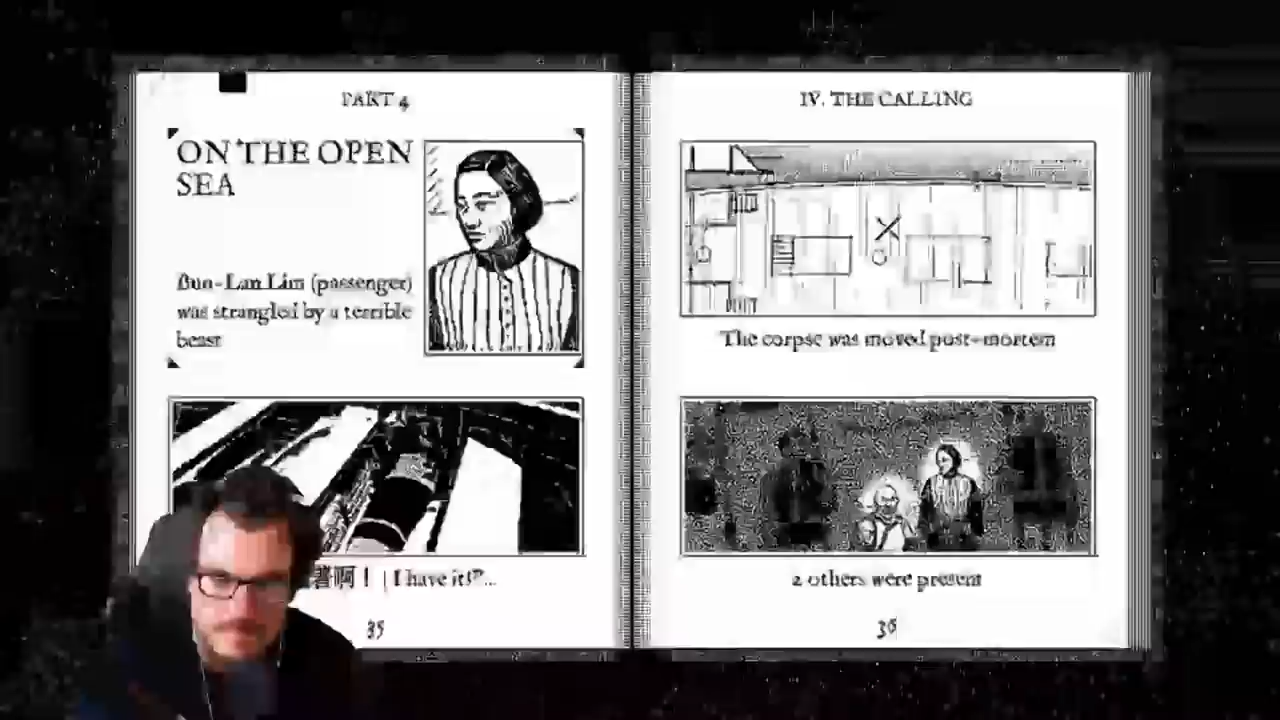 PART 4
ON THE OPEN
SEA
Bun-Lan Lim (passenger)
was strangled by a terrible
beast
啊！ | I have it!"...
35
IV. THE CALLING
The corpse was moved post-mortem
2 others were present
36